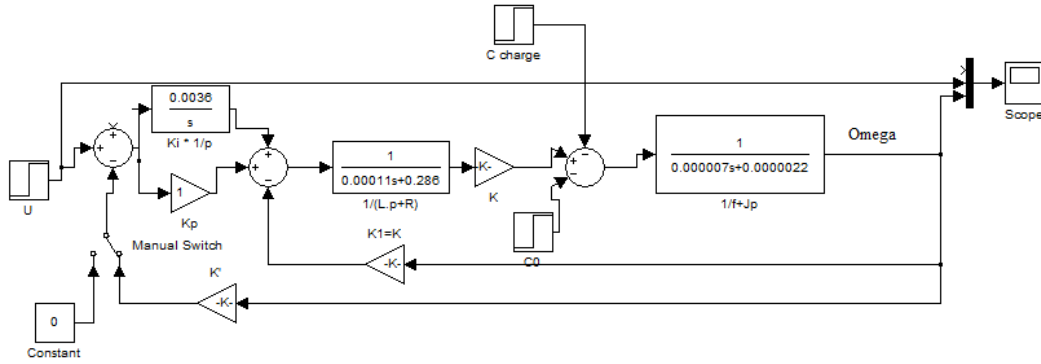 C charge
0.0036
s
Ki * 1/p
Scope
Omega
1
0.00011s+0.286
1/(L.p+R)
-K-
K
1
0.000007s+0.0000022
1/f+Jp
U
1
Kp
Manual Switch
K1=K
-K-
C0
K'
-K-
0
Constant